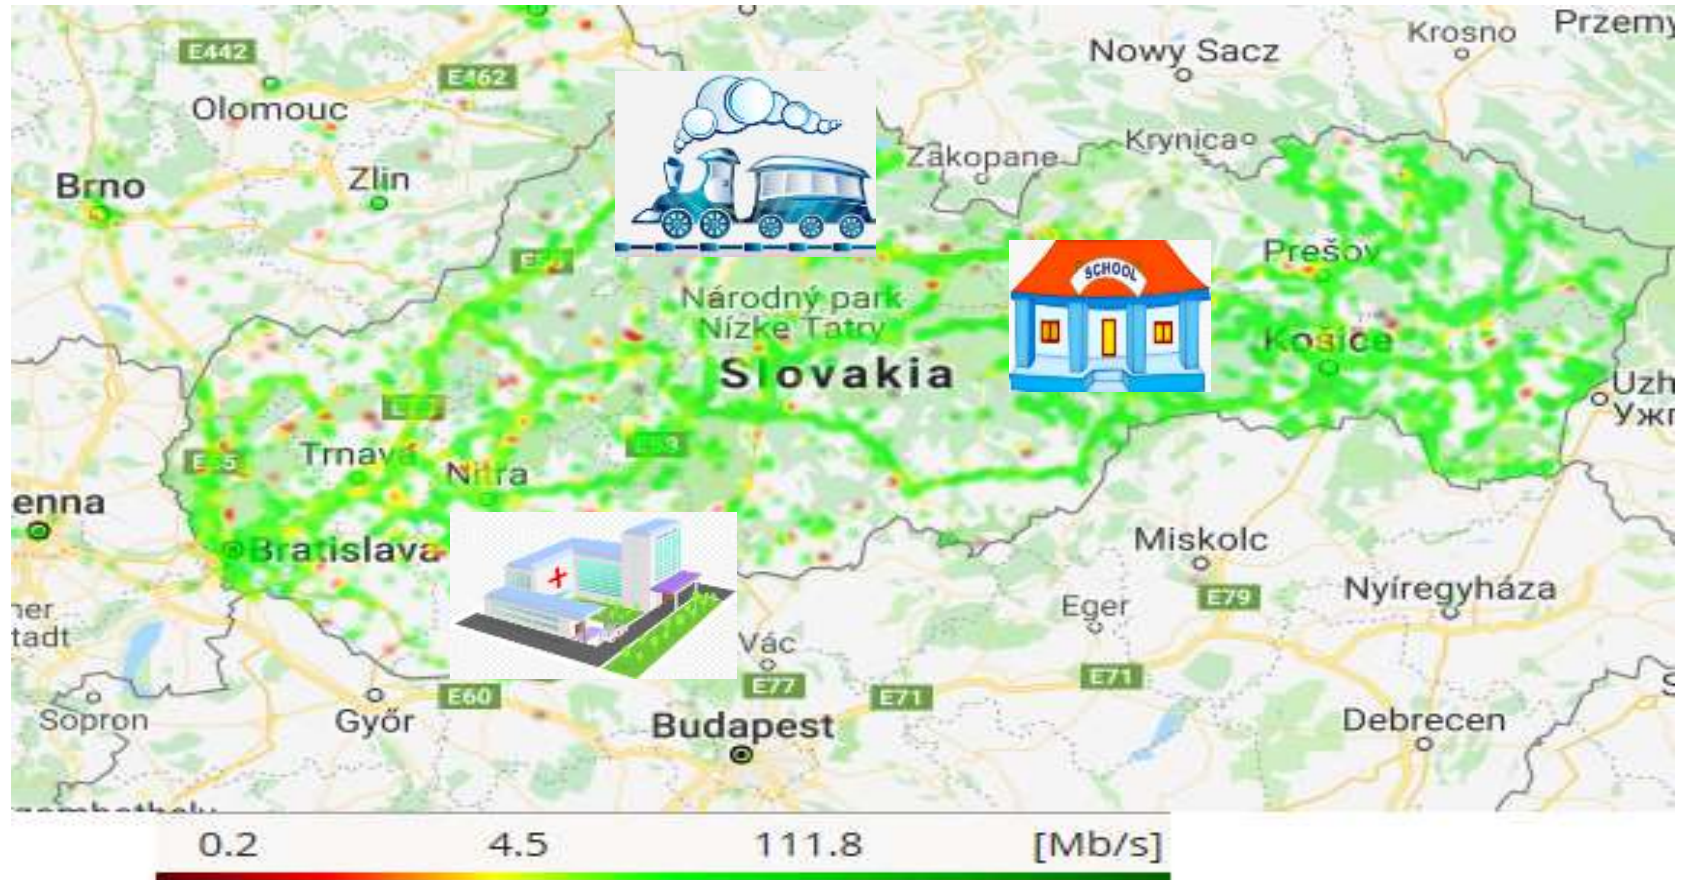 Krosno
Przemy
E442
Nowy Sacz
E462
Olomouc
Krynica
Zakopane
Brno
Zlin
Prešov
SCHOOL
Národný park
Nízke Tatry
Košice
Slovakia
Uzh
Ужг
Trnava
Nitra
enna
Bratislava
Miskolc
Nyíregyháza
E79
Eger
ner
tadt
Vác
E77
E71
E71
E60
Sopron
Győr
Budapest
Debrecen
S
0.2 4.5 111.8 [Mb/s]